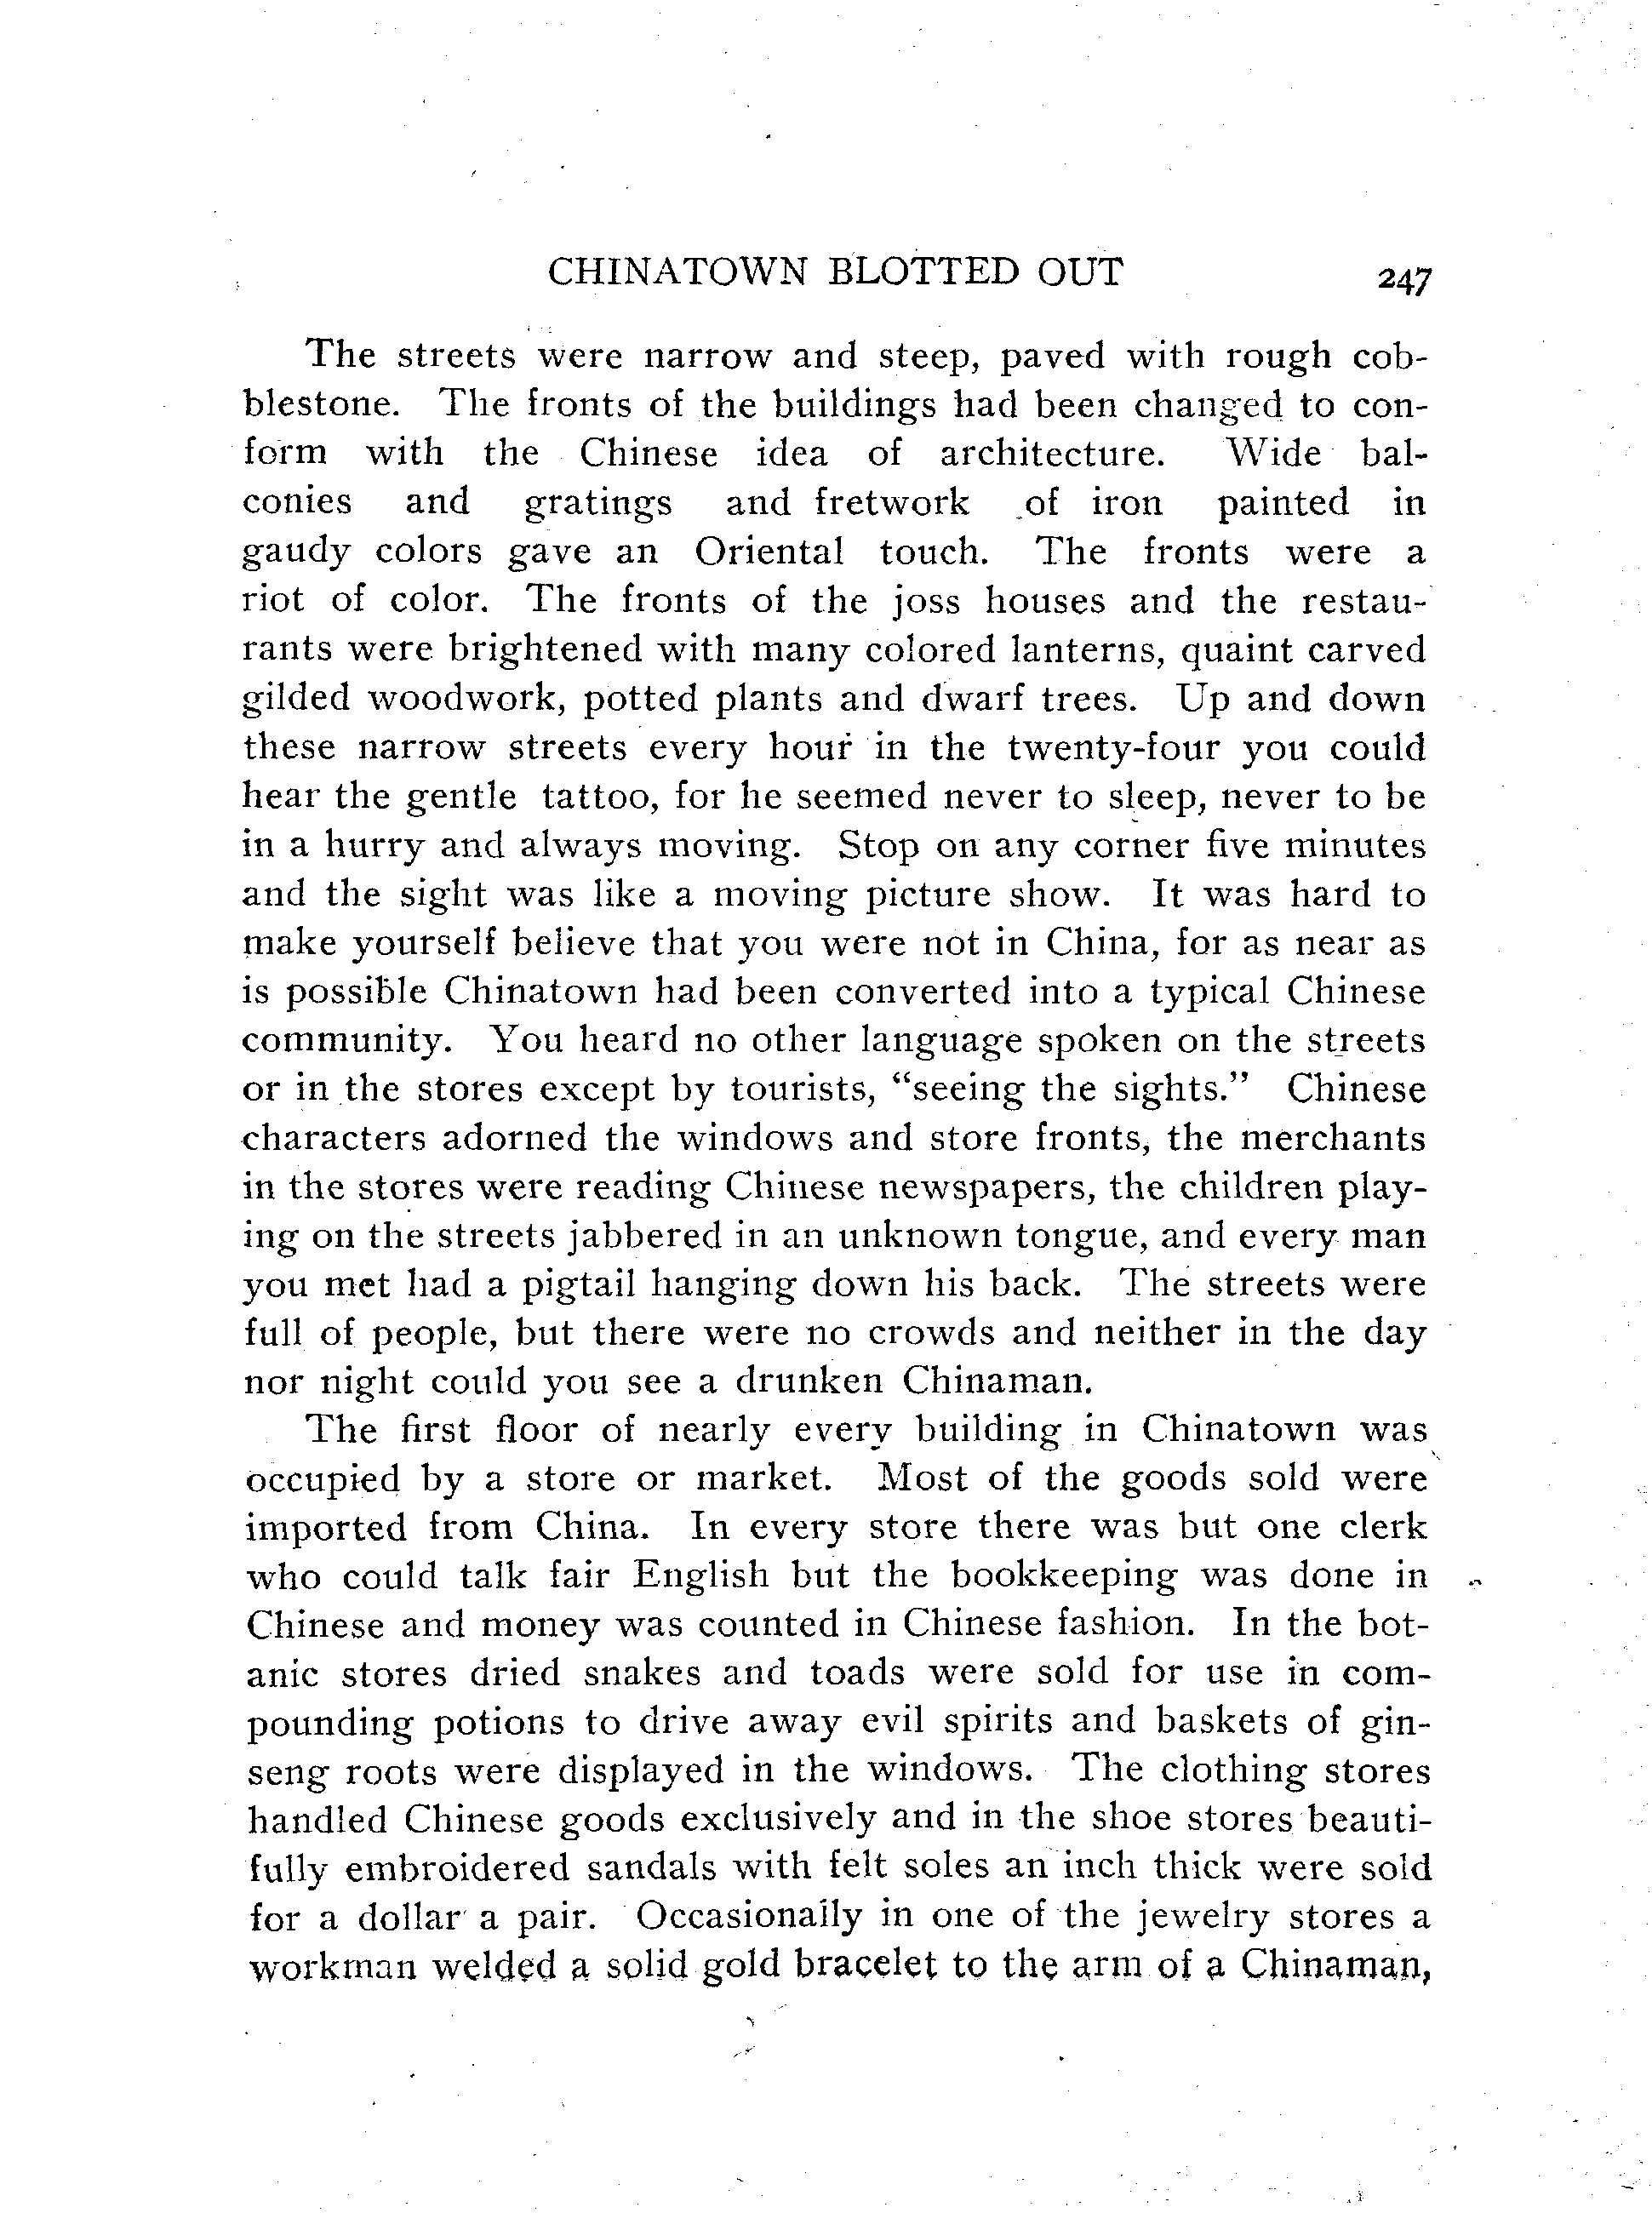 CHINATOWN BLOTTED OUT 247
The streets were narrow and steep, paved with rough cob-
blestone. The fronts of the buildings had been changed to con-
form with the Chinese idea of architecture. Wide bal-
conies and gratings and fretwork of iron painted in
gaudy colors gave an Oriental touch. The fronts were a
riot of color. The fronts of the joss houses and the restau-
rants were brightened with many colored lanterns, quaint carved
gilded woodwork, potted plants and dwarf trees. Up and down
these narrow streets every hour in the twenty-four you could
hear the gentle tattoo, for he seemed never to sleep, never to be
in a hurry and always moving. Stop on any corner five minutes
and the sight was like a moving picture show. It was hard to
make yourself believe that you were not in China, for as near as
is possible Chinatown had been converted into a typical Chinese
community. You heard no other language spoken on the streets
or in the stores except by tourists, "seeing the sights." Chinese
characters adorned the windows and store fronts, the merchants
in the stores were reading Chinese newspapers, the children play-
ing on the streets jabbered in an unknown tongue, and every man
you met had a pigtail hanging down his back. The streets were
full of people, but there were no crowds and neither in the day
nor night could you see a drunken Chinaman.
The first floor of nearly every building in Chinatown was
occupied by a store or market. Most of the goods sold were
imported from China. In every store there was but one clerk
who could talk fair English but the bookkeeping was done in
Chinese and money was counted in Chinese fashion. In the bot-
anic stores dried snakes and toads were sold for use in com-
pounding potions to drive away evil spirits and baskets of gin-
seng roots were displayed in the windows. The clothing stores
handled Chinese goods exclusively and in the shoe stores beauti-
fully embroidered sandals with felt soles an inch thick were sold
for a dollar a pair. Occasionally in one of the jewelry stores a
workman welded a solid gold bracelet to the arm of a Chinaman,